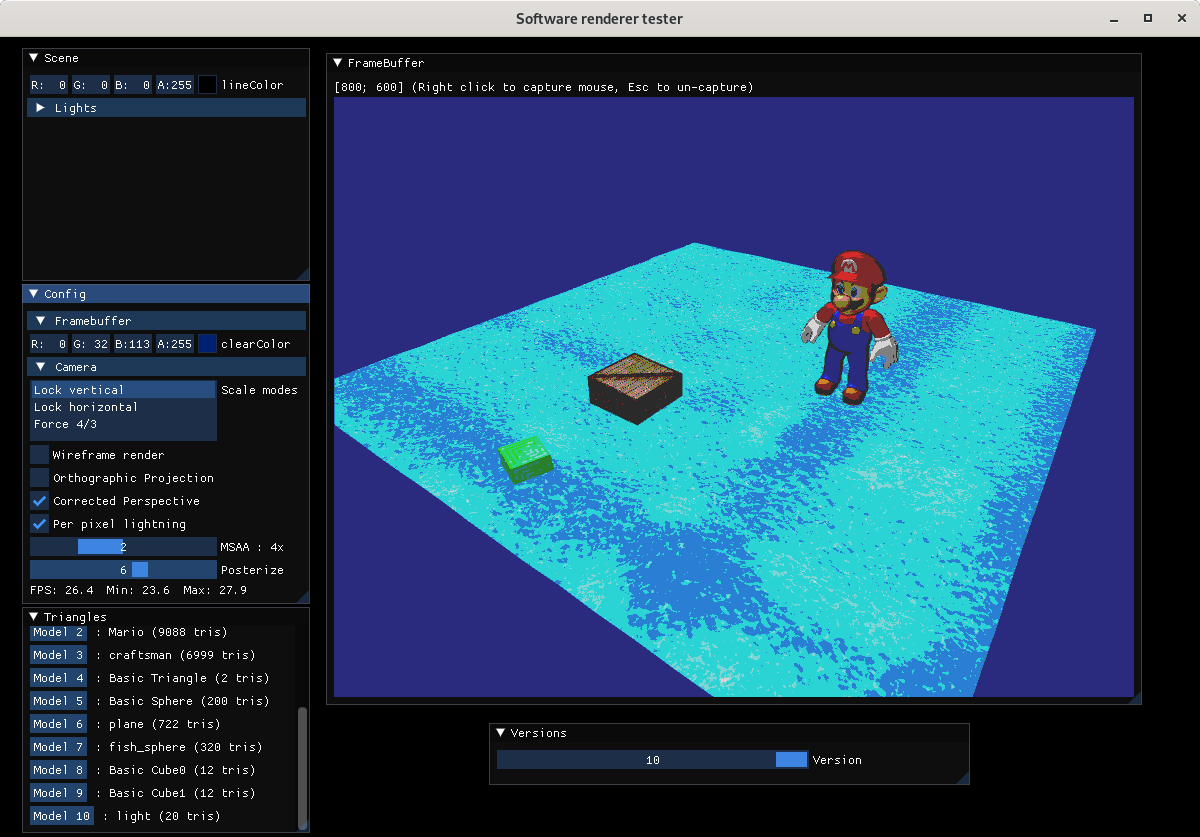 Software renderer tester
Scene
R: 0 G: 0 B: 0 A:255 lineColor
Lights
Config
Framebuffer
R: 0 G: 32 B:113 A:255 clearColor
Camera
Lock vertical Scale modes
Lock horizontal
Force 4/3
Wireframe render
Orthographic Projection
Corrected Perspective
Per pixel lightning
2 MSAA : 4x
6 Posterize
FPS: 26.4 Min: 23.6 Max: 27.9
Triangles
Model 2 : Mario (9088 tris)
Model 3 : craftsman (6999 tris)
Model 4 : Basic Triangle (2 tris)
Model 5 : Basic Sphere (200 tris)
Model 6 : plane (722 tris)
Model 7 : fish_sphere (320 tris)
Model 8 : Basic Cube0 (12 tris)
Model 9 : Basic Cube1 (12 tris)
Model 10 : light (20 tris)
FrameBuffer
[800; 600] (Right click to capture mouse, Esc to un-capture)
M
Versions
10 Version